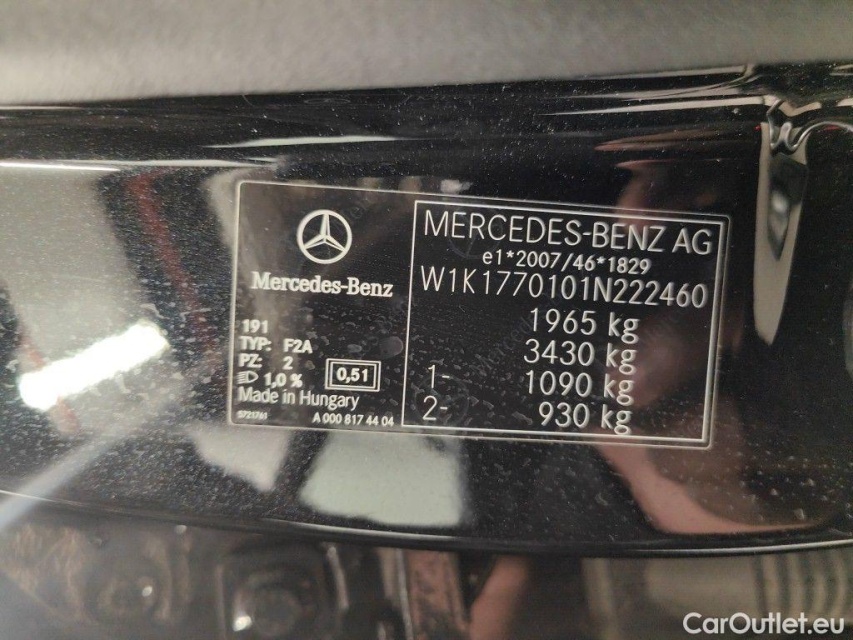 Mercedes-Benz
191
TYP: F2A
PZ: 2
1,0 %
0,51
Made in Hungary
5721761
A 000 817 44 04
MERCEDES-BENZ AG
e1*2007/46*1829
W1K1770101N222460
1965 kg
3430 kg
1- 1090 kg
2- 930 kg
CarOutlet.eu